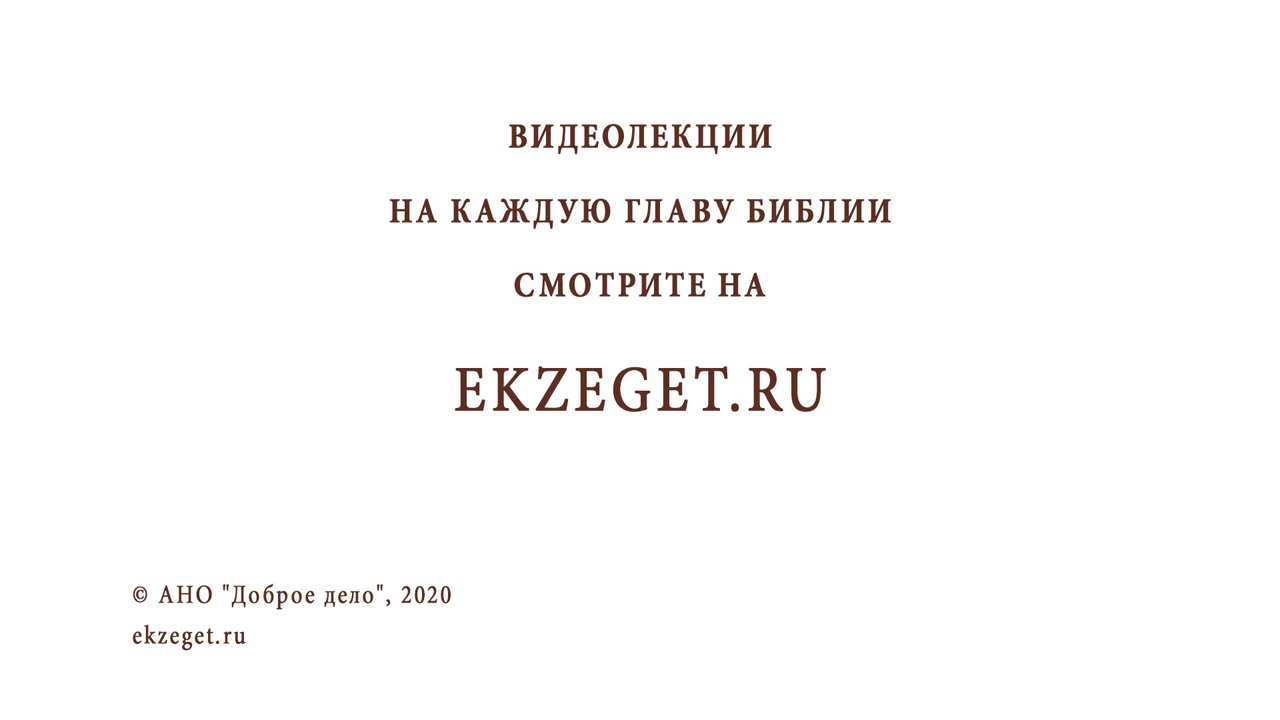 ВИДЕОЛЕКЦИИ
НА КАЖДУЮ ГЛАВУ БИБЛИИ
СМОТРИТЕ НА
EKZEGET.RU
© АНО "Доброе дело", 2020
ekzeget.ru